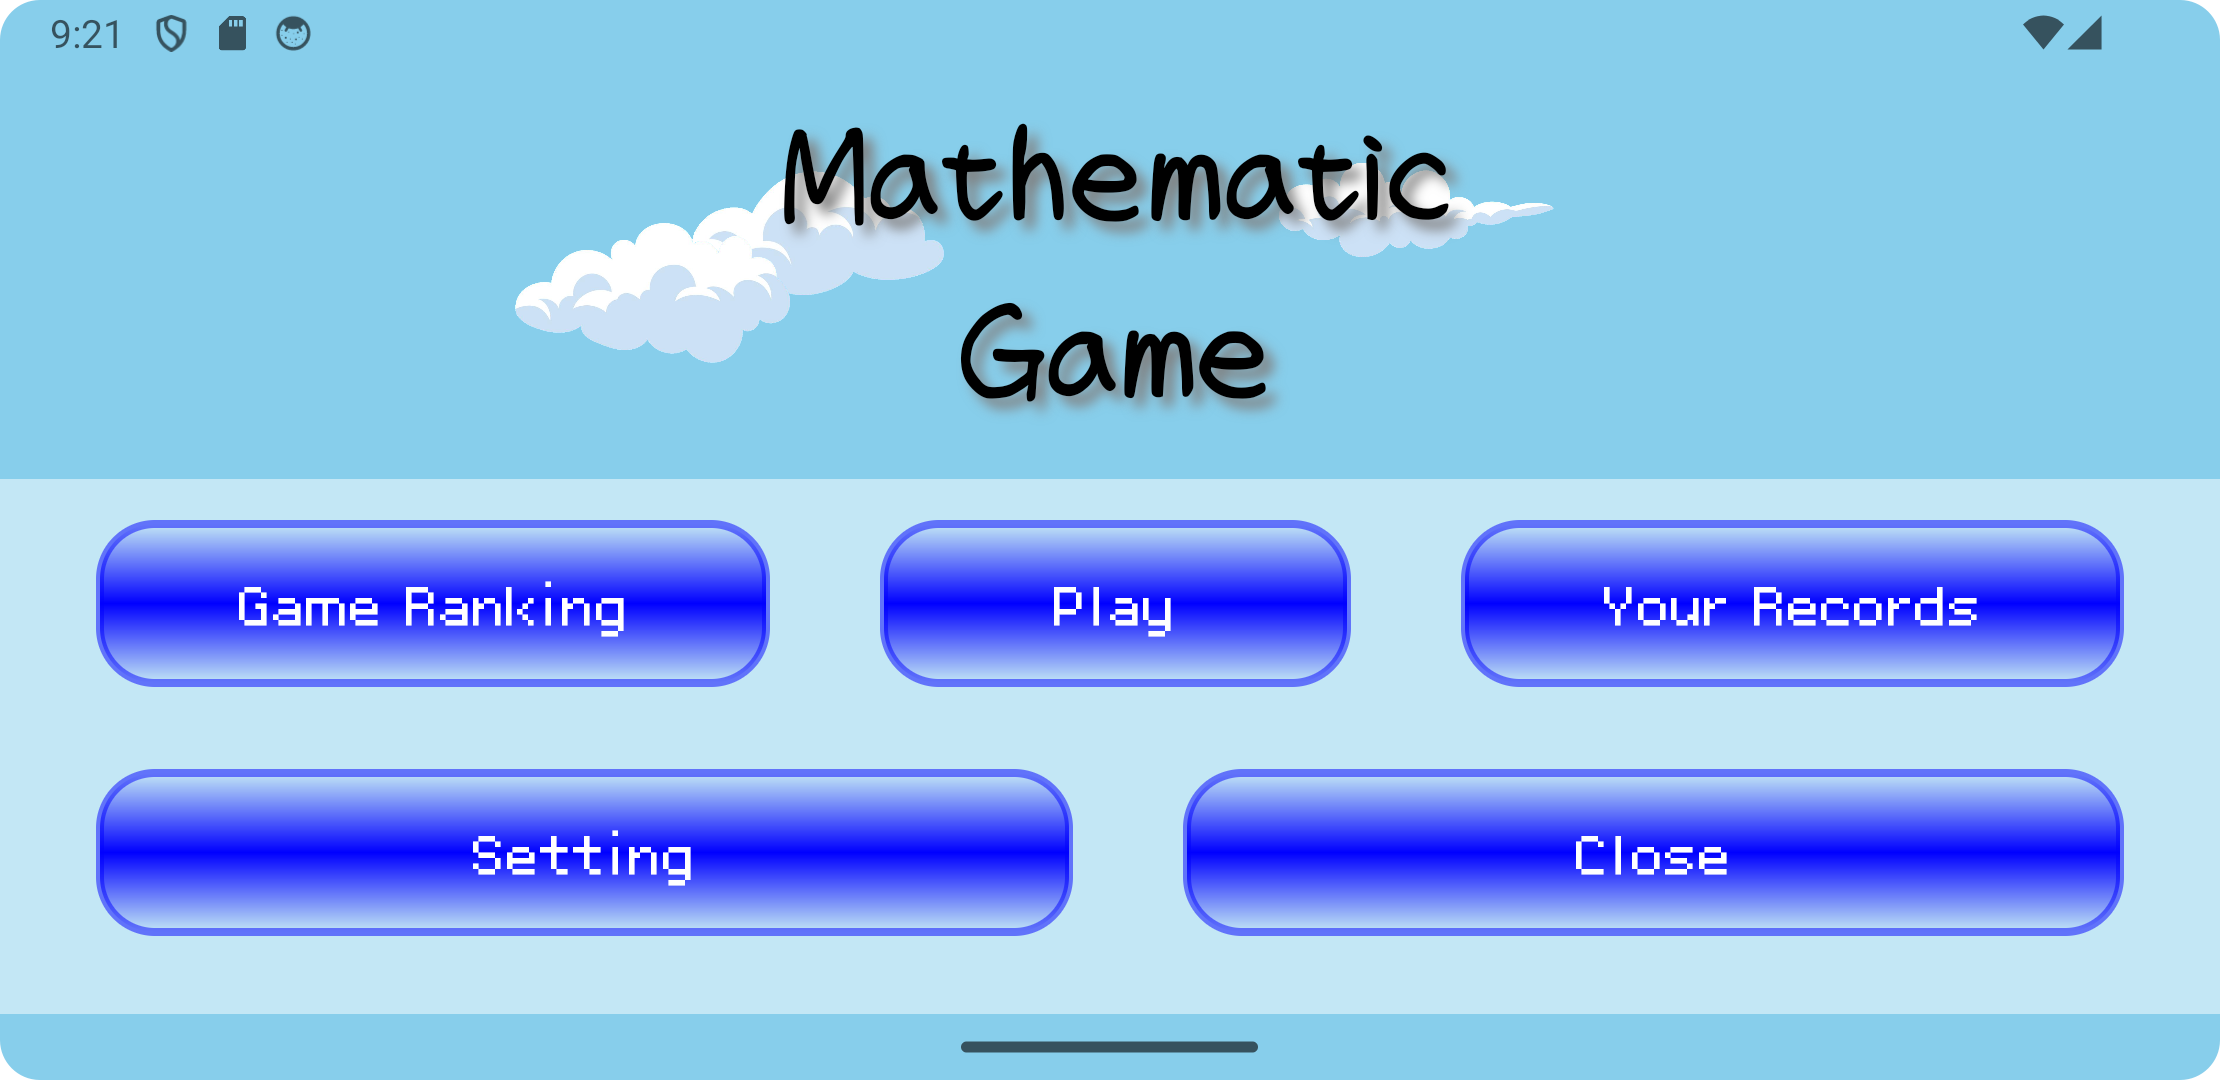 9:21
Mathematic
Game
Game Ranking
Play
Your Records
Setting
Close